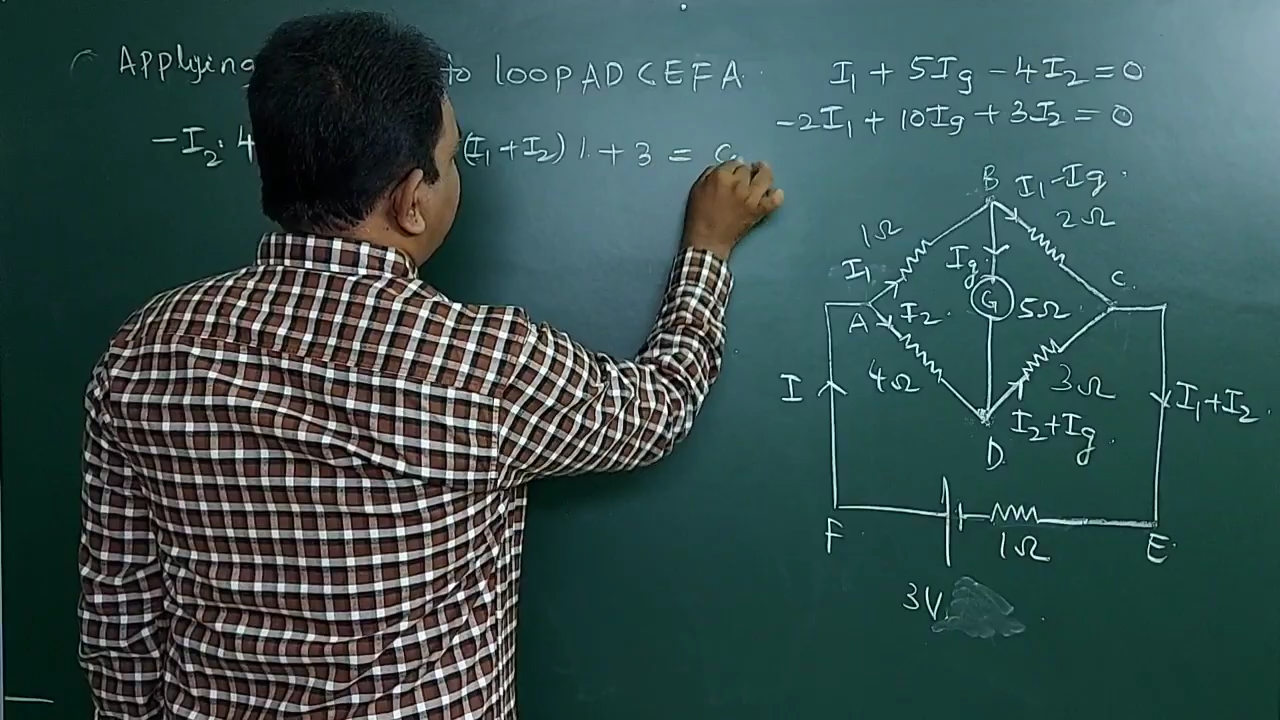 Applying to loop ADCEFA
-I₂.4 (I₁+I₂)1.+3 =
I₁ + 5Ig - 4I₂ = 0
-2I₁ + 10Ig + 3I₂ = 0
B I₁-Ig.
1Ω 2Ω
I₁ Ig C.
A I₂. G 5Ω
4Ω 3Ω
I I₁+I₂.
I₂+Ig.
D.
F 1Ω E.
3V